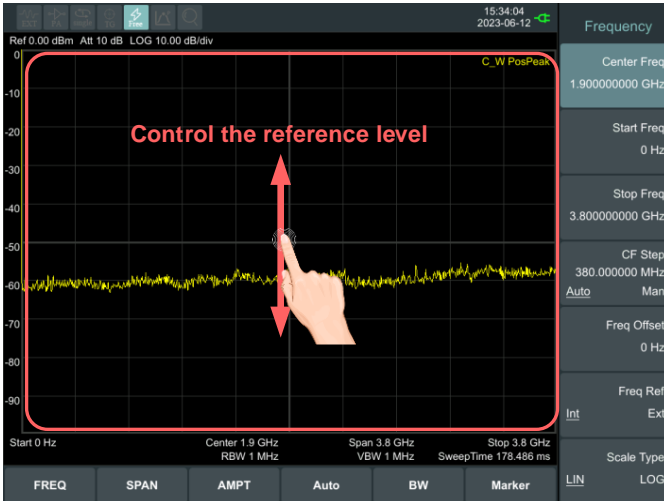 Free
15:34:04
2023-06-12
Ref 0.00 dBm Att 10 dB LOG 10.00 dB/div
C_W PosPeak
Control the reference level
0
-10
-20
-30
-40
-50
-60
-70
-80
-90
Start 0 Hz Center 1.9 GHz Span 3.8 GHz Stop 3.8 GHz
RBW 1 MHz VBW 1 MHz SweepTime 178.486 ms
FREQ SPAN AMPT Auto BW Marker
Frequency
Center Freq
1.900000000 GHz
Start Freq
0 Hz
Stop Freq
3.800000000 GHz
CF Step
380.000000 MHz
Auto Man
Freq Offset
0 Hz
Freq Ref
Int Ext
Scale Type
LIN LOG